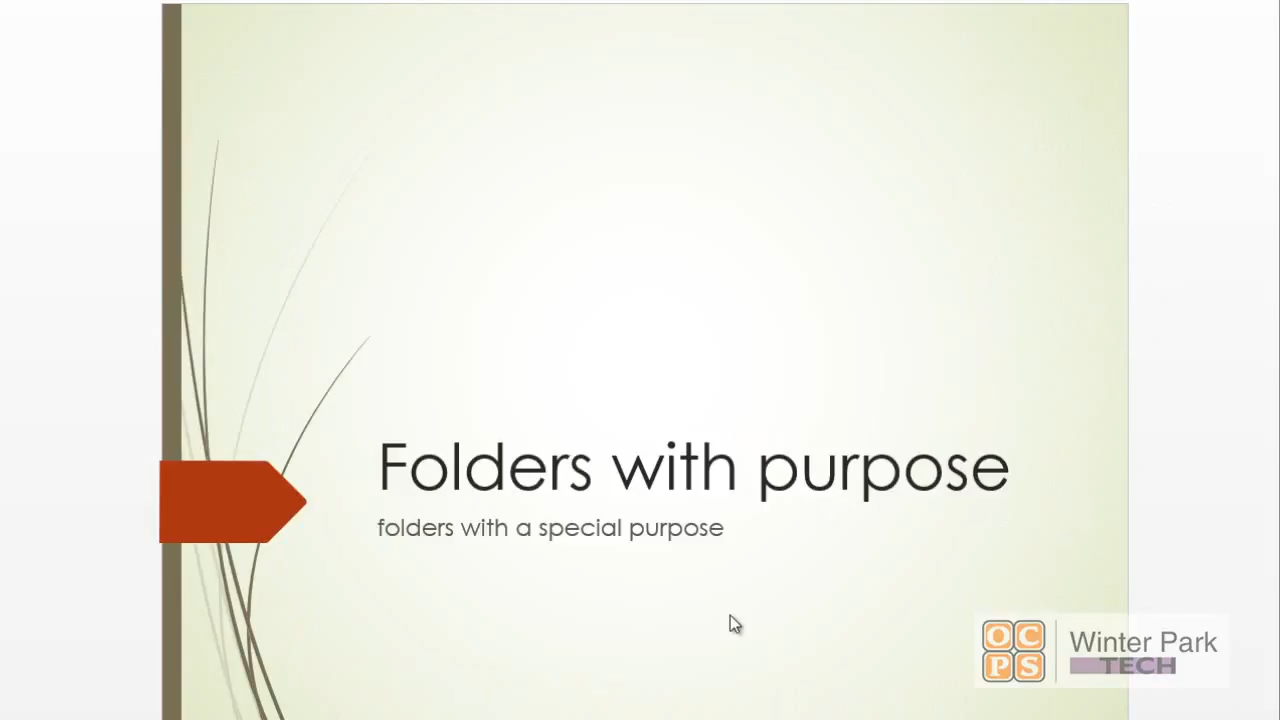 Folders with purpose
folders with a special purpose
OC
PS
Winter Park
TECH